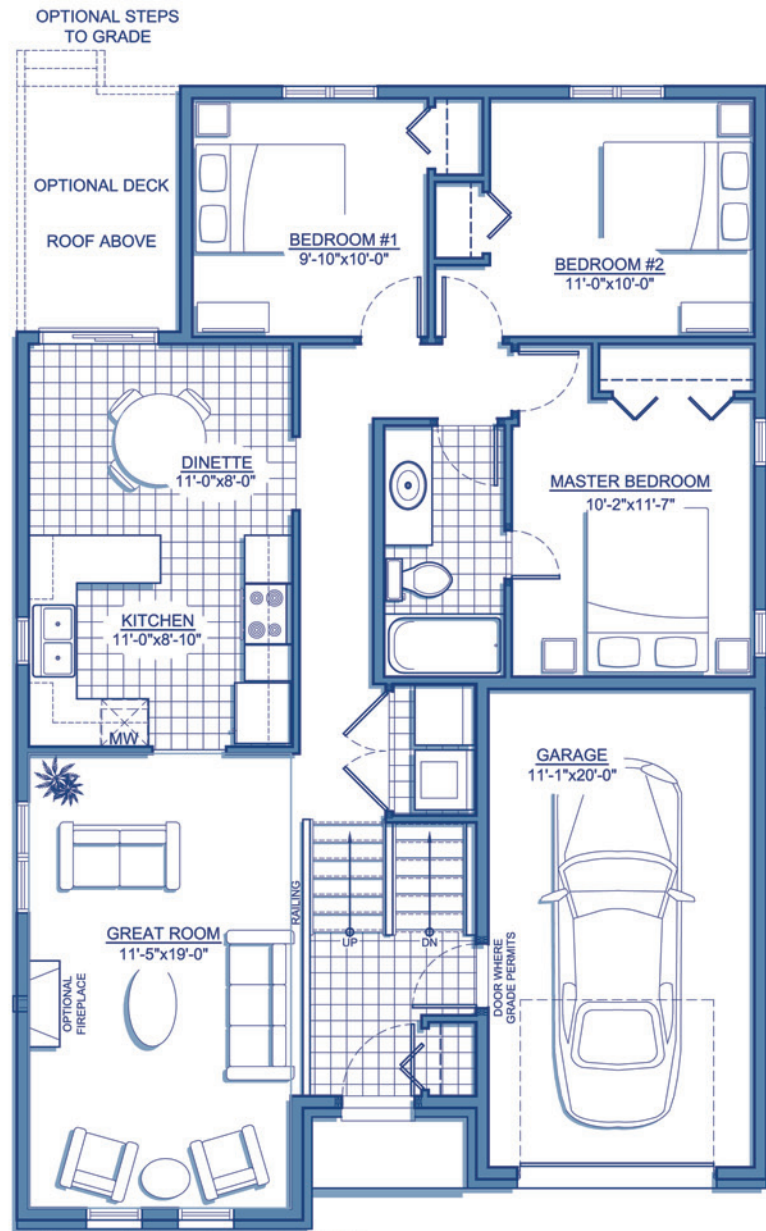 OPTIONAL STEPS
TO GRADE
OPTIONAL DECK
ROOF ABOVE
BEDROOM #1
9'-10"x10'-0"
BEDROOM #2
11'-0"x10'-0"
DINETTE
11'-0"x8'-0"
MASTER BEDROOM
10'-2"x11'-7"
KITCHEN
11'-0"x8'-10"
MW
GARAGE
11'-1"x20'-0"
GREAT ROOM
11'-5"x19'-0"
RAILING
UP
DN
OPTIONAL
FIREPLACE
DOOR WHERE
GRADE PERMITS